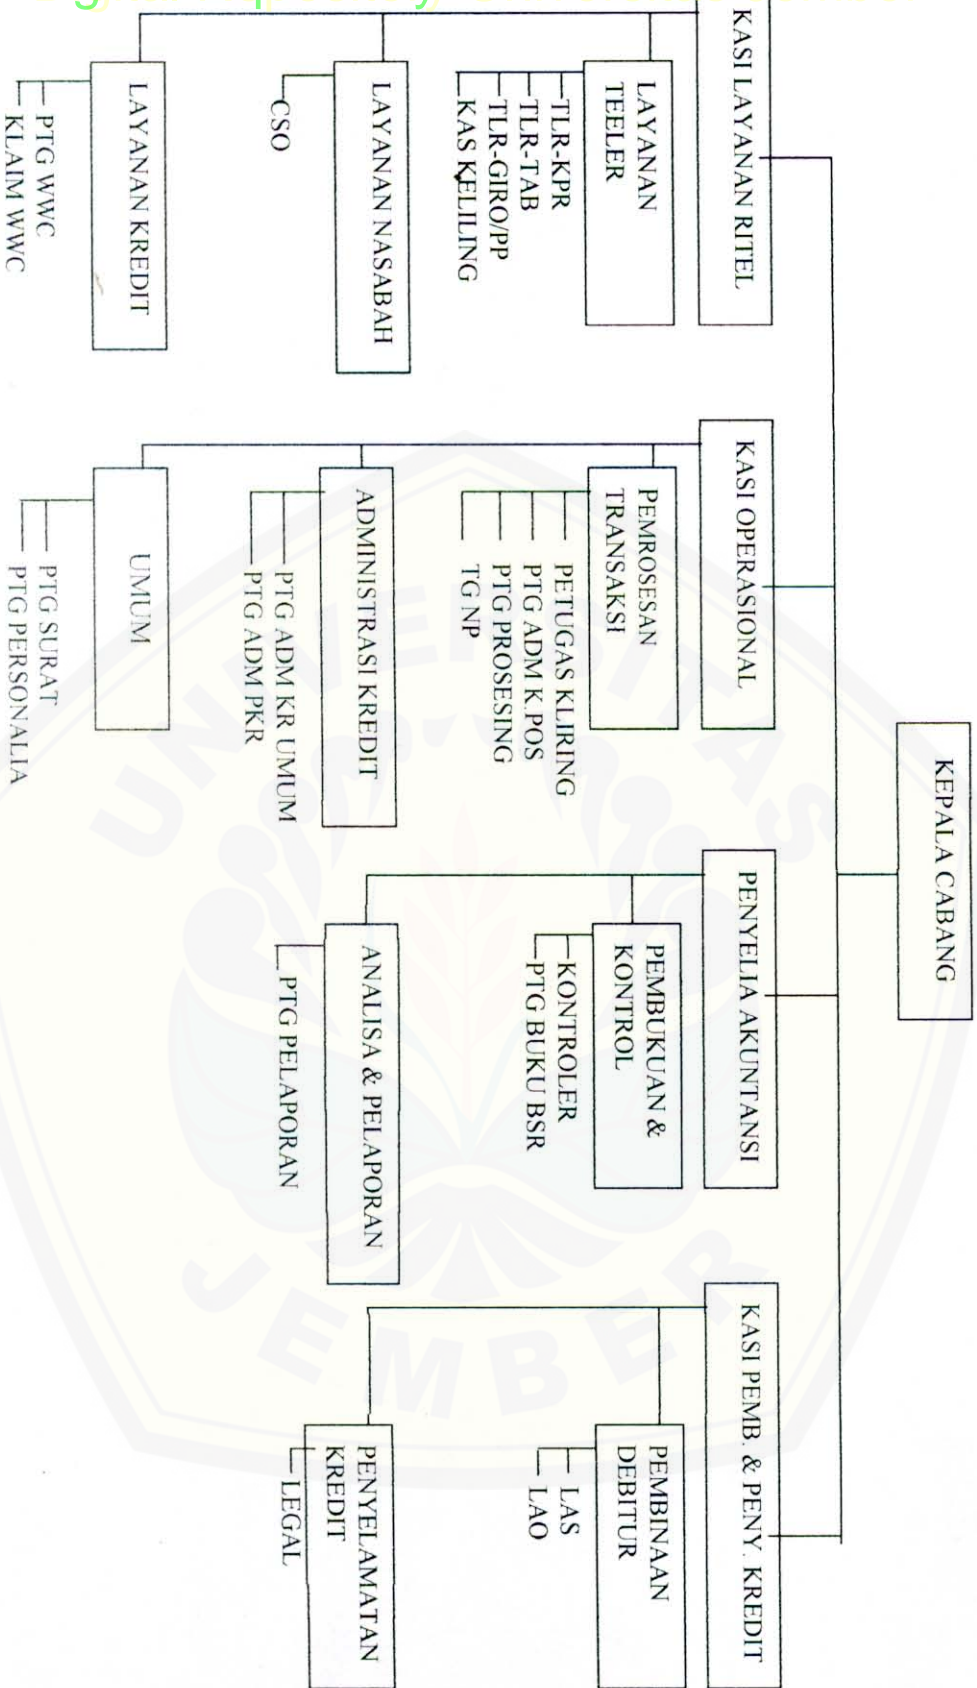 KEPALA CABANG
KASI LAYANAN RITEL
LAYANAN
TEELER
TLR-KPR
TLR-TAB
TLR-GIRO/PP
KAS KELILING
LAYANAN NASABAH
CSO
LAYANAN KREDIT
PTG WWC
KLAIM WWC
KASI OPERASIONAL
PEMROSESAN
TRANSAKSI
PETUGAS KLIRING
PTG ADM K.POS
PTG PROSESING
TG NP
ADMINISTRASI KREDIT
PTG ADM KR UMUM
PTG ADM PKR
UMUM
PTG SURAT
PTG PERSONALIA
PENYELIA AKUNTANSI
PEMBUKUAN &
KONTROL
KONTROLER
PTG BUKU BSR
ANALISA & PELAPORAN
PTG PELAPORAN
KASI PEMB. & PENY. KREDIT
PEMBINAAN
DEBITUR
LAS
LAO
PENYELAMATAN
KREDIT
LEGAL
UNIVERSITAS
JEMBER